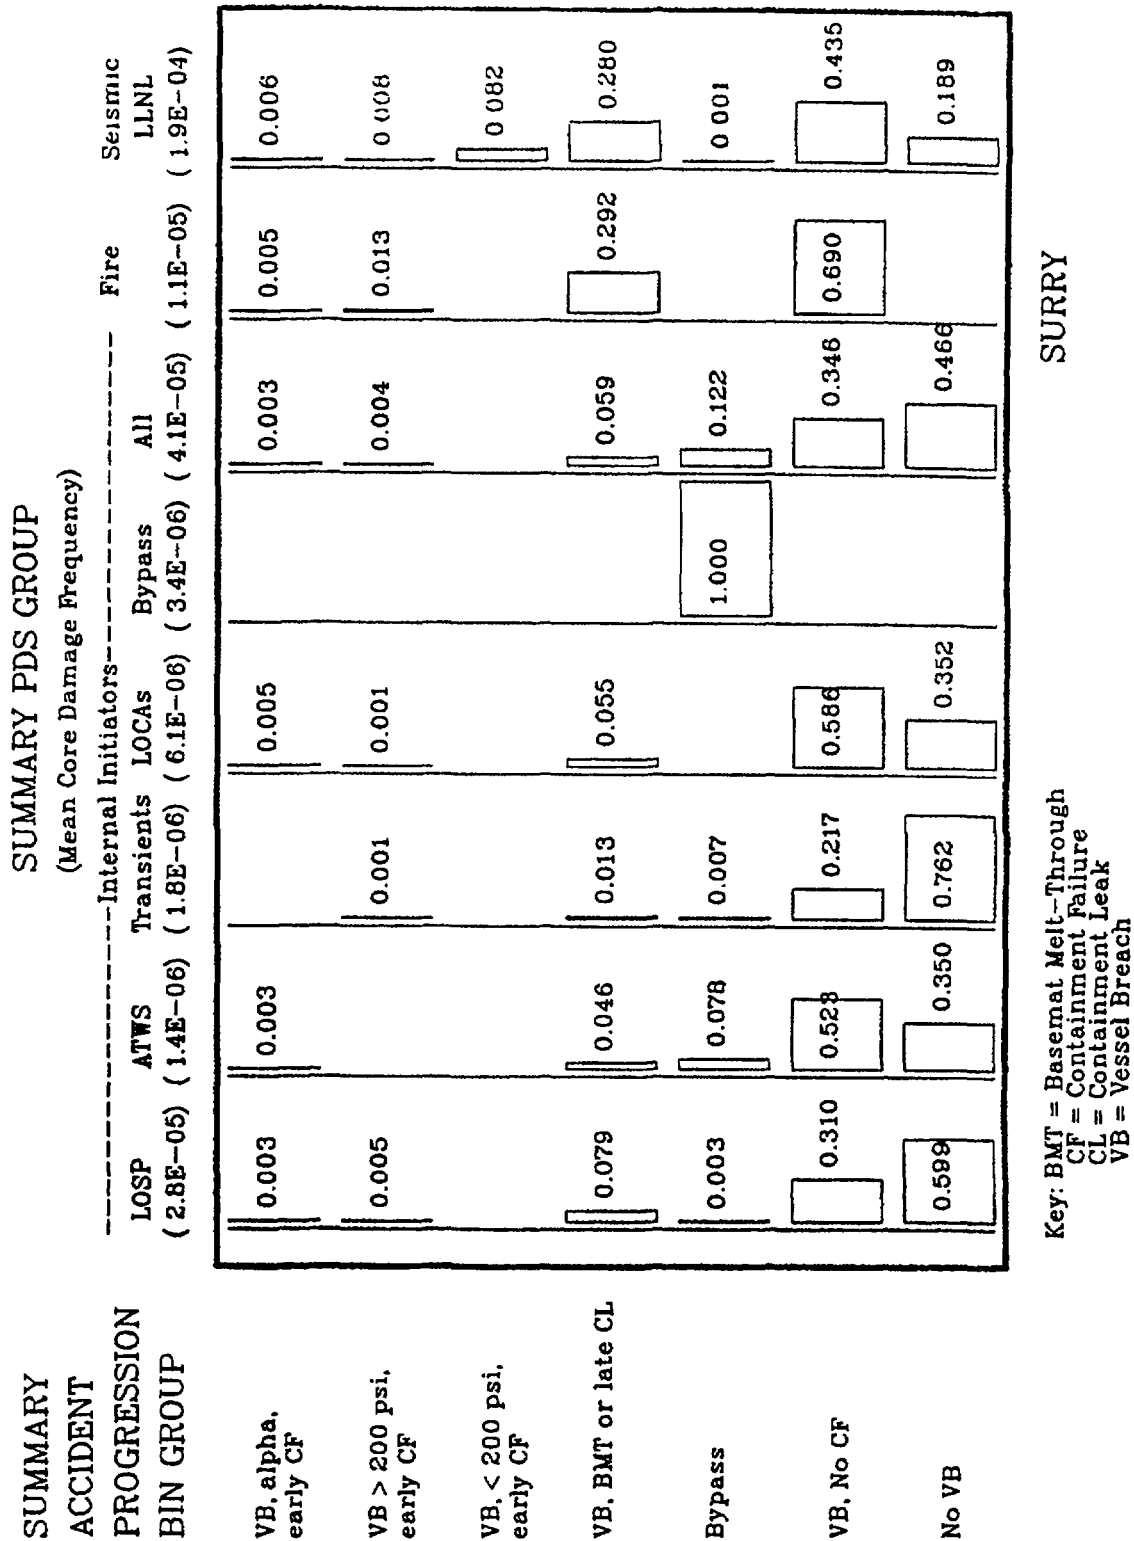 SUMMARY PDS GROUP
(Mean Core Damage Frequency)
SUMMARY
ACCIDENT
PROGRESSION
BIN GROUP
-------------------Internal Initiators-------------------
LOSP ATWS Transients LOCAs Bypass All Fire Seismic LLNL
( 2.8E-05) ( 1.4E-06) ( 1.8E-06) ( 6.1E-06) ( 3.4E-06) ( 4.1E-05) ( 1.1E-05) ( 1.9E-04)
VB, alpha, early CF 0.003 0.003 0.005 0.003 0.005 0.006
VB > 200 psi, early CF 0.005 0.001 0.001 0.004 0.013 0.008
VB, < 200 psi, early CF 0 082
VB, BMT or late CL 0.079 0.046 0.013 0.055 0.059 0.292 0.280
Bypass 0.003 0.078 0.007 1.000 0.122 0 001
VB, No CF 0.310 0.523 0.217 0.586 0.346 0.690 0.435
No VB 0.599 0.350 0.762 0.352 0.466 0.189
Key: BMT = Basemat Melt-Through
CF = Containment Failure
CL = Containment Leak
VB = Vessel Breach
SURRY